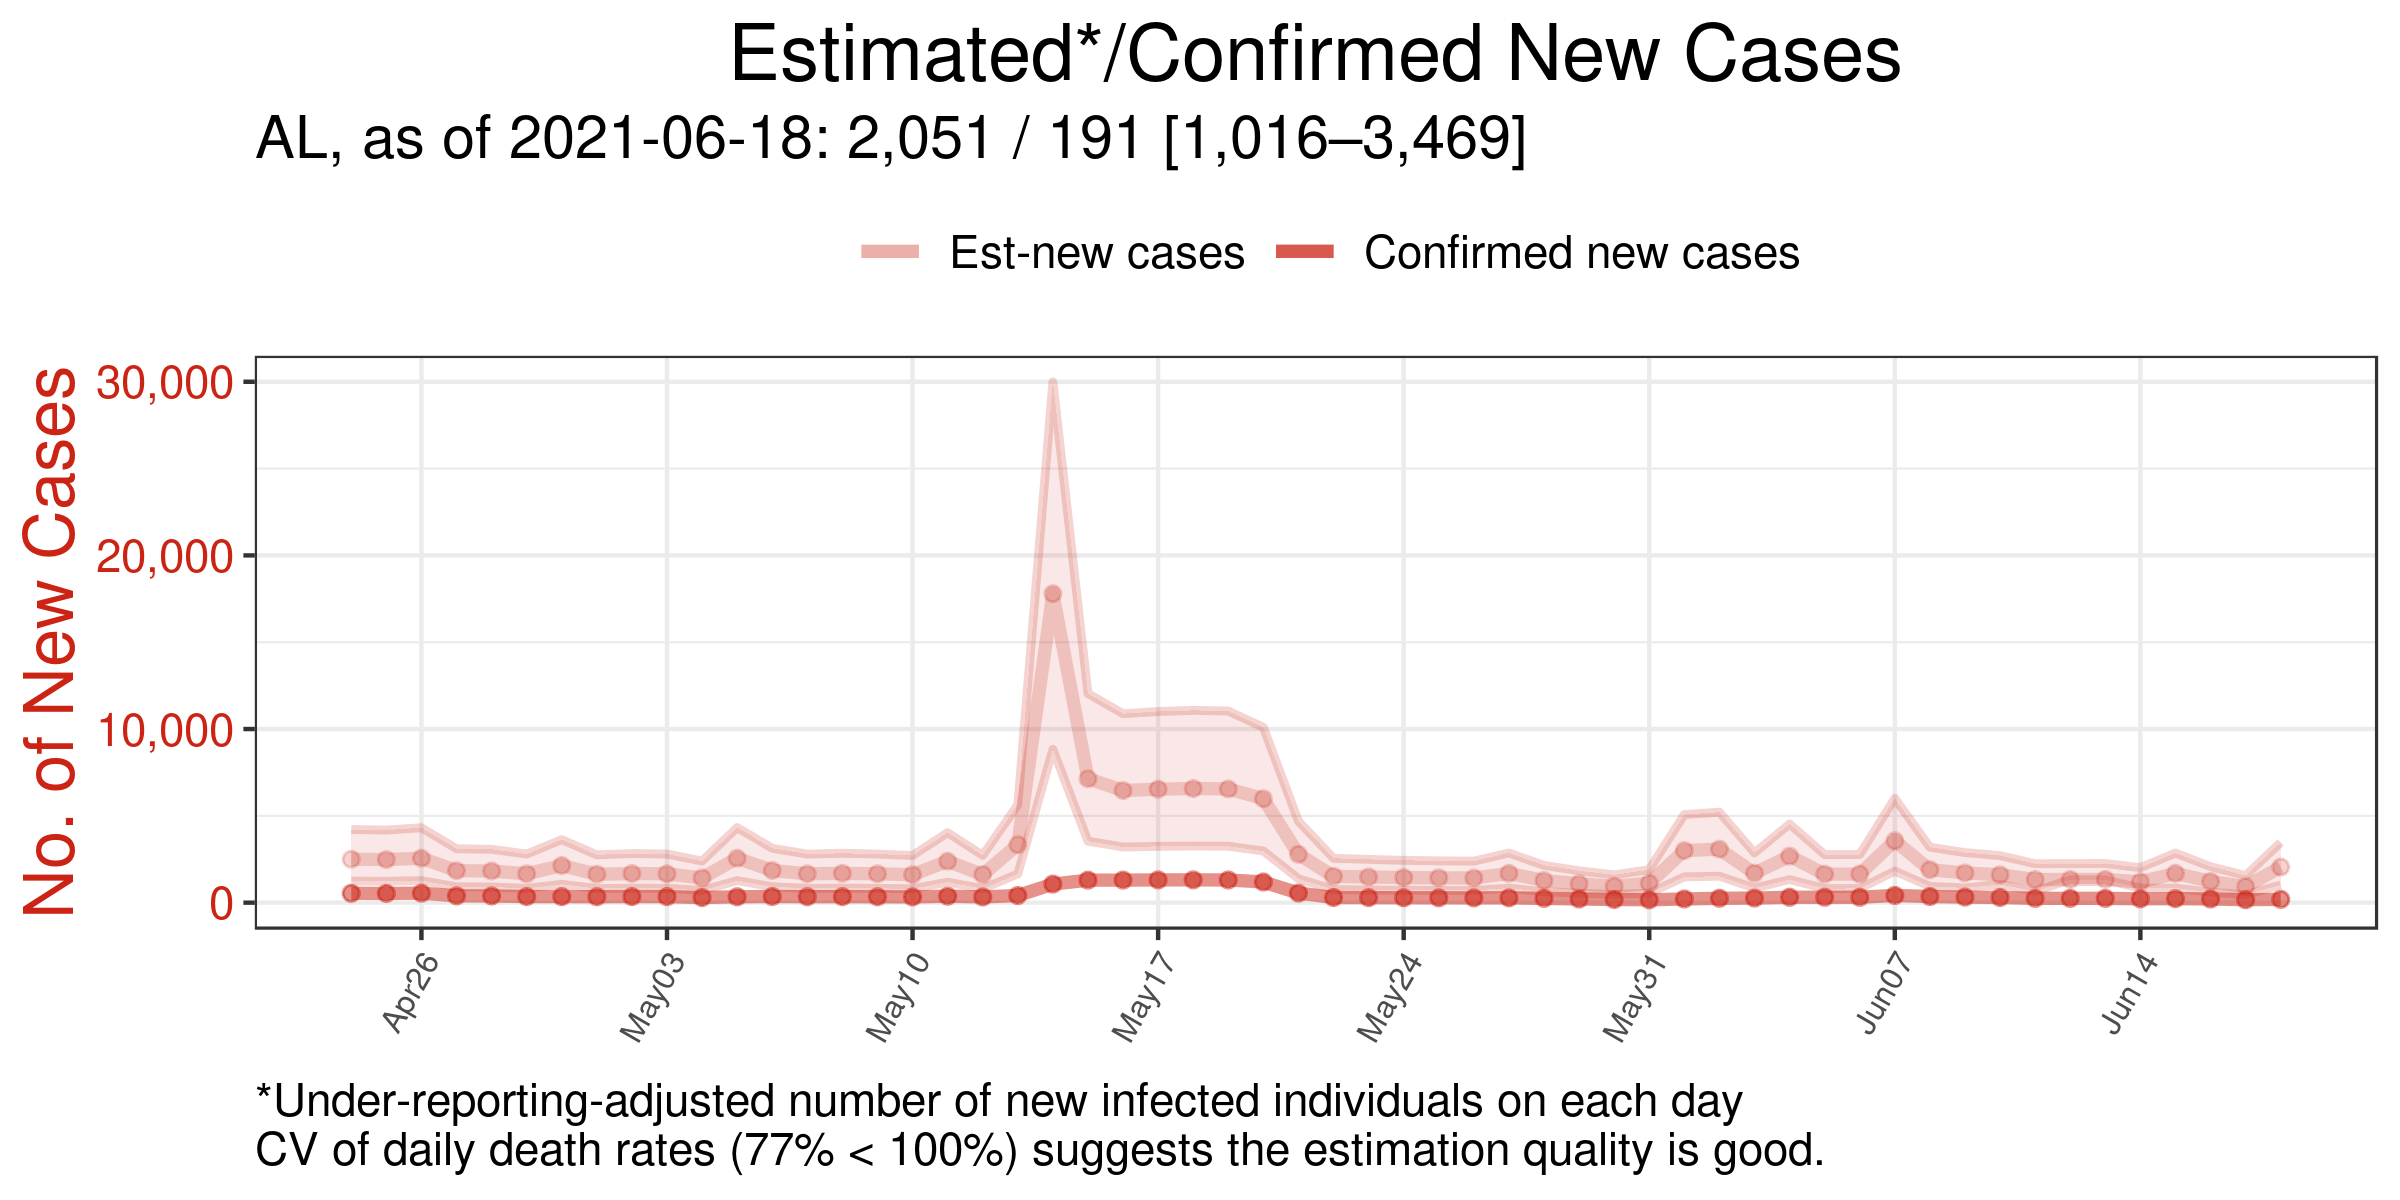 Estimated*/Confirmed New Cases
AL, as of 2021-06-18: 2,051 / 191 [1,016–3,469]
Est-new cases
Confirmed new cases
No. of New Cases
30,000
20,000
10,000
0
Apr26
May03
May10
May17
May24
May31
Jun07
Jun14
*Under-reporting-adjusted number of new infected individuals on each day
CV of daily death rates (77% < 100%) suggests the estimation quality is good.